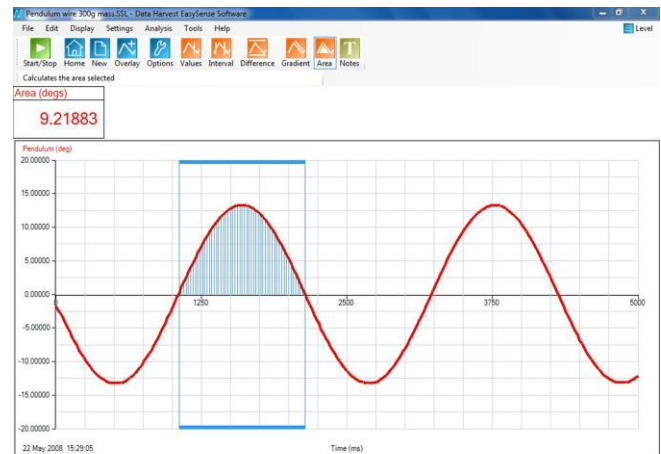 Pendulum wire 300g mass.SSL - Data Harvest EasySense Software
File Edit Display Settings Analysis Tools Help
Level
Start/Stop Home New Overlay Options Values Interval Difference Gradient Area Notes
Calculates the area selected
Area (degs)
9.21883
Pendulum (deg)
20.00000
15.00000
10.00000
5.00000
0.00000
0 1250 2500 3750 5000
-5.00000
-10.00000
-15.00000
-20.00000
22 May 2008 15:29:05 Time (ms)